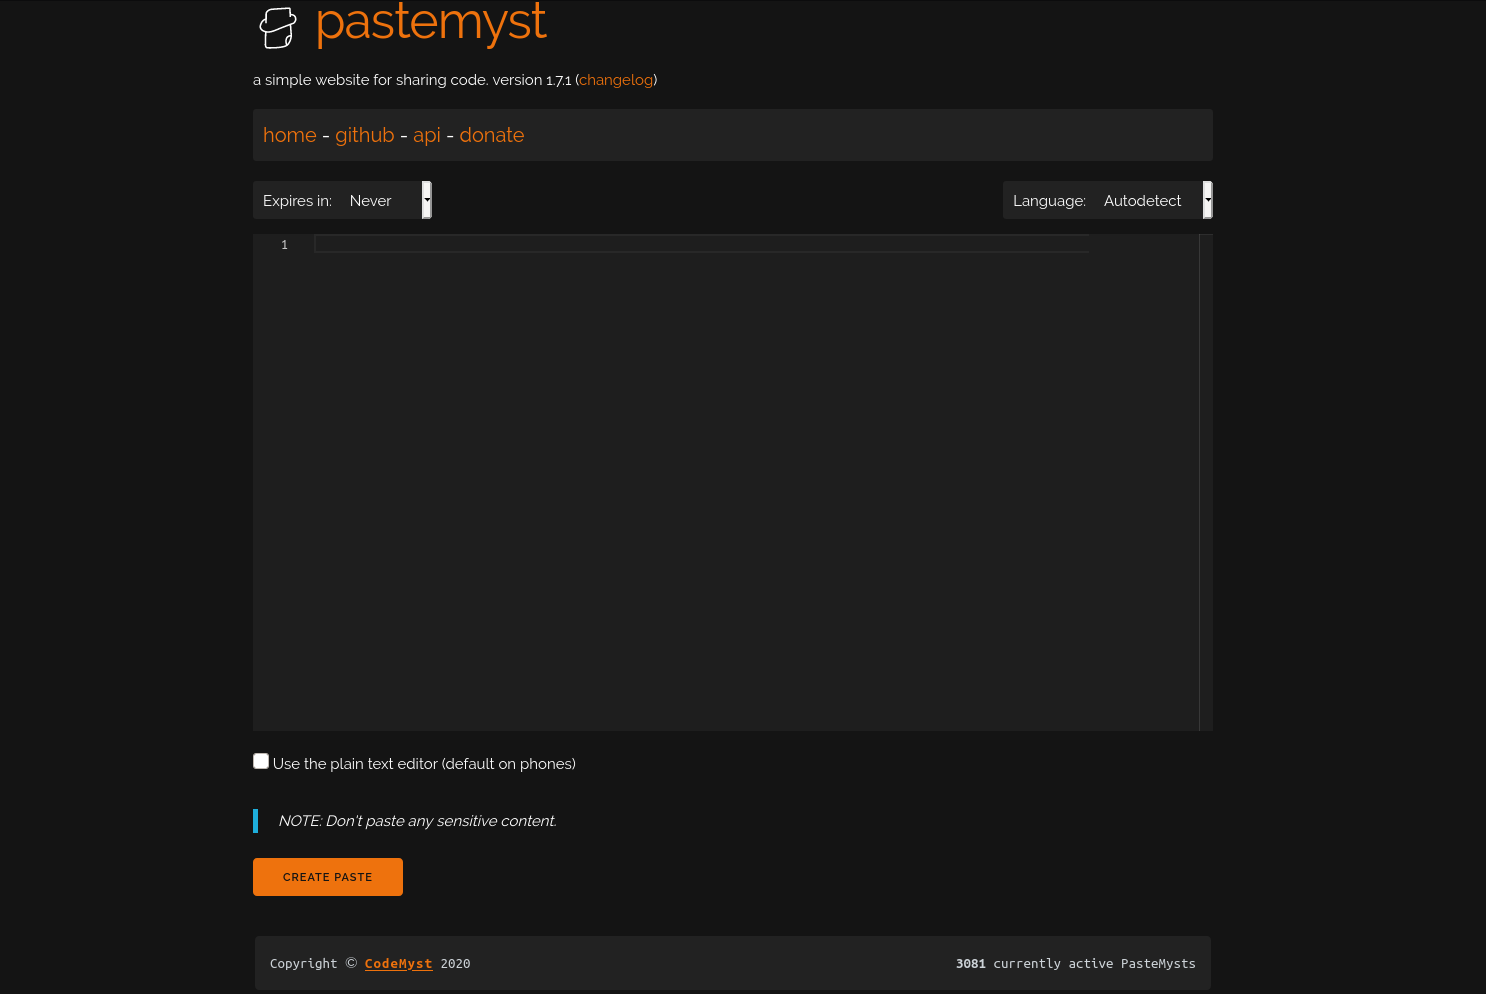 pastemyst
a simple website for sharing code. version 1.7.1 (changelog)
home - github - api - donate
Expires in: Never Language: Autodetect
1
Use the plain text editor (default on phones)
NOTE: Don't paste any sensitive content.
CREATE PASTE
Copyright © CodeMyst 2020 3081 currently active PasteMysts